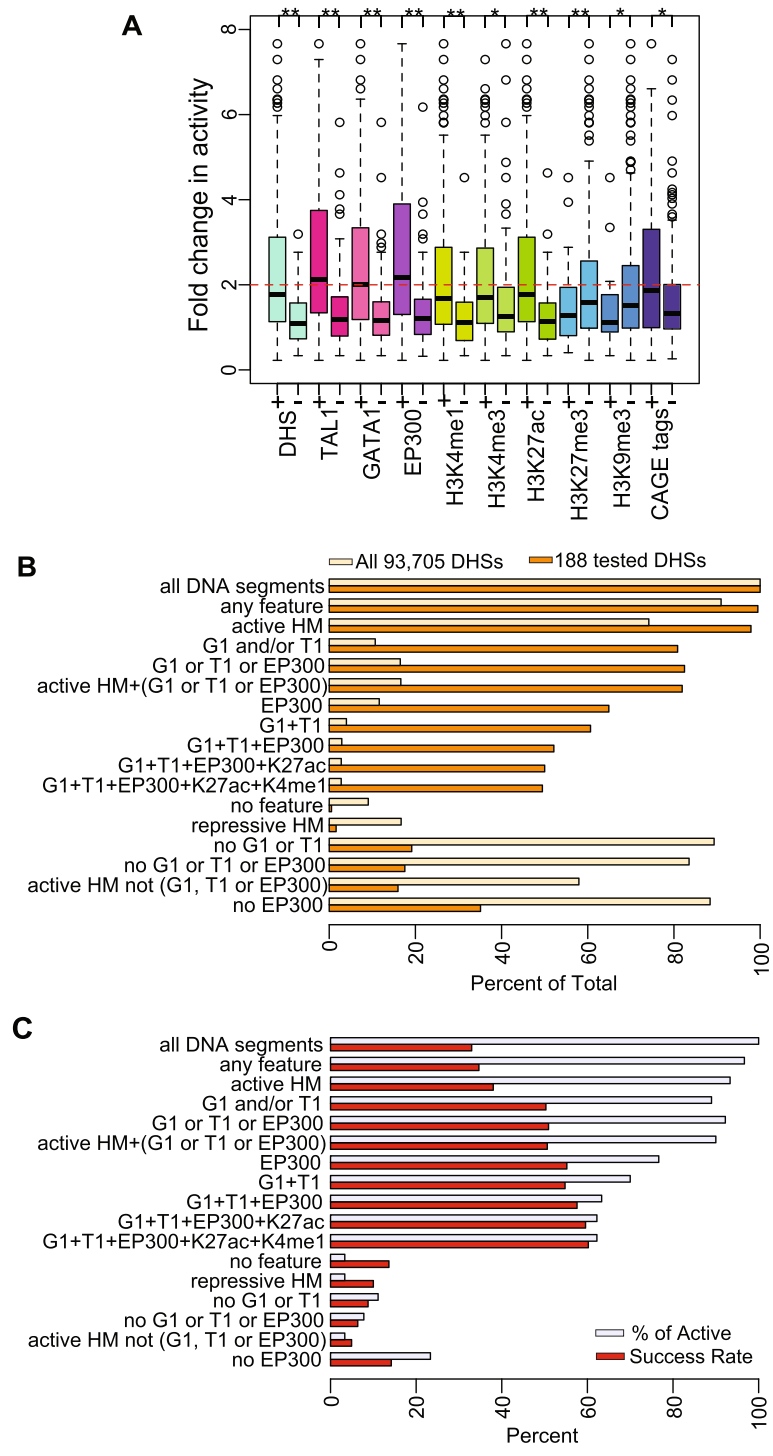 A
** ** ** ** ** * ** ** * *
8
6
4
2
0
Fold change in activity
+ - + - + - + - + - + - + - + - + - + -
DHS
TAL1
GATA1
EP300
H3K4me1
H3K4me3
H3K27ac
H3K27me3
H3K9me3
CAGE tags
B
All 93,705 DHSs
188 tested DHSs
all DNA segments
any feature
active HM
G1 and/or T1
G1 or T1 or EP300
active HM+(G1 or T1 or EP300)
EP300
G1+T1
G1+T1+EP300
G1+T1+EP300+K27ac
G1+T1+EP300+K27ac+K4me1
no feature
repressive HM
no G1 or T1
no G1 or T1 or EP300
active HM not (G1, T1 or EP300)
no EP300
0 20 40 60 80 100
Percent of Total
C
all DNA segments
any feature
active HM
G1 and/or T1
G1 or T1 or EP300
active HM+(G1 or T1 or EP300)
EP300
G1+T1
G1+T1+EP300
G1+T1+EP300+K27ac
G1+T1+EP300+K27ac+K4me1
no feature
repressive HM
no G1 or T1
no G1 or T1 or EP300
active HM not (G1, T1 or EP300)
no EP300
% of Active
Success Rate
0 20 40 60 80 100
Percent